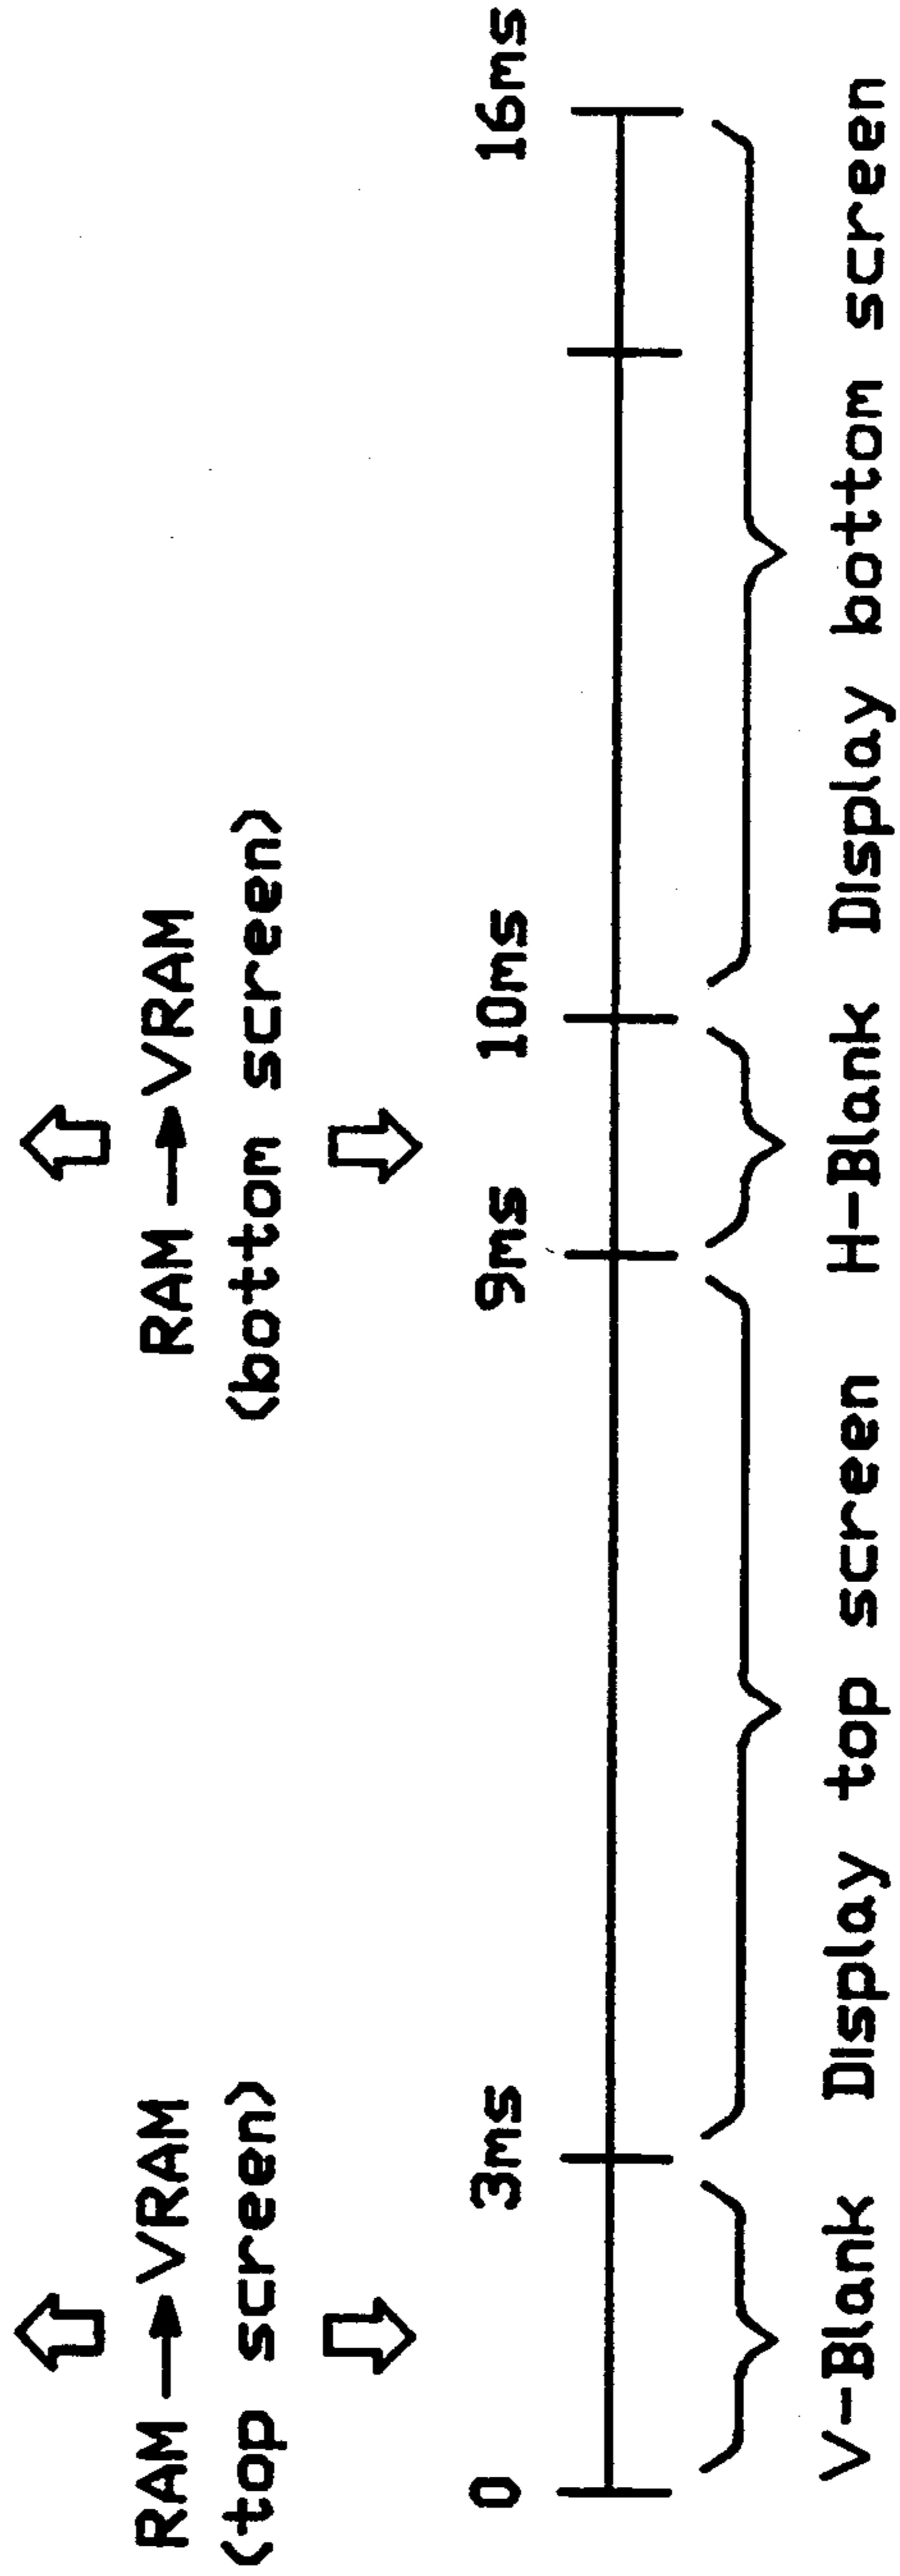 RAM → VRAM
(top screen)
RAM → VRAM
(bottom screen)
0
3ms
9ms
10ms
16ms
V-Blank
Display top screen
H-Blank
Display bottom screen